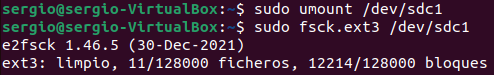 sergio@sergio-VirtualBox:~$ sudo umount /dev/sdc1
sergio@sergio-VirtualBox:~$ sudo fsck.ext3 /dev/sdc1
e2fsck 1.46.5 (30-Dec-2021)
ext3: limpio, 11/128000 ficheros, 12214/128000 bloques